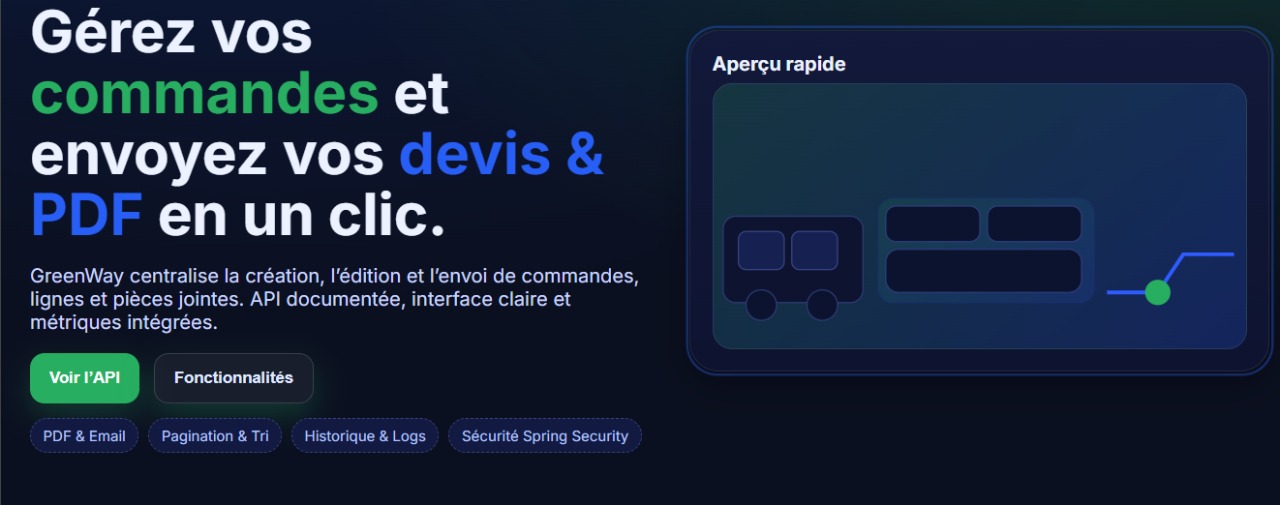 Gérez vos
commandes et
envoyez vos devis &
PDF en un clic.
GreenWay centralise la création, l’édition et l’envoi de commandes,
lignes et pièces jointes. API documentée, interface claire et
métriques intégrées.
Voir l’API
Fonctionnalités
PDF & Email
Pagination & Tri
Historique & Logs
Sécurité Spring Security
Aperçu rapide